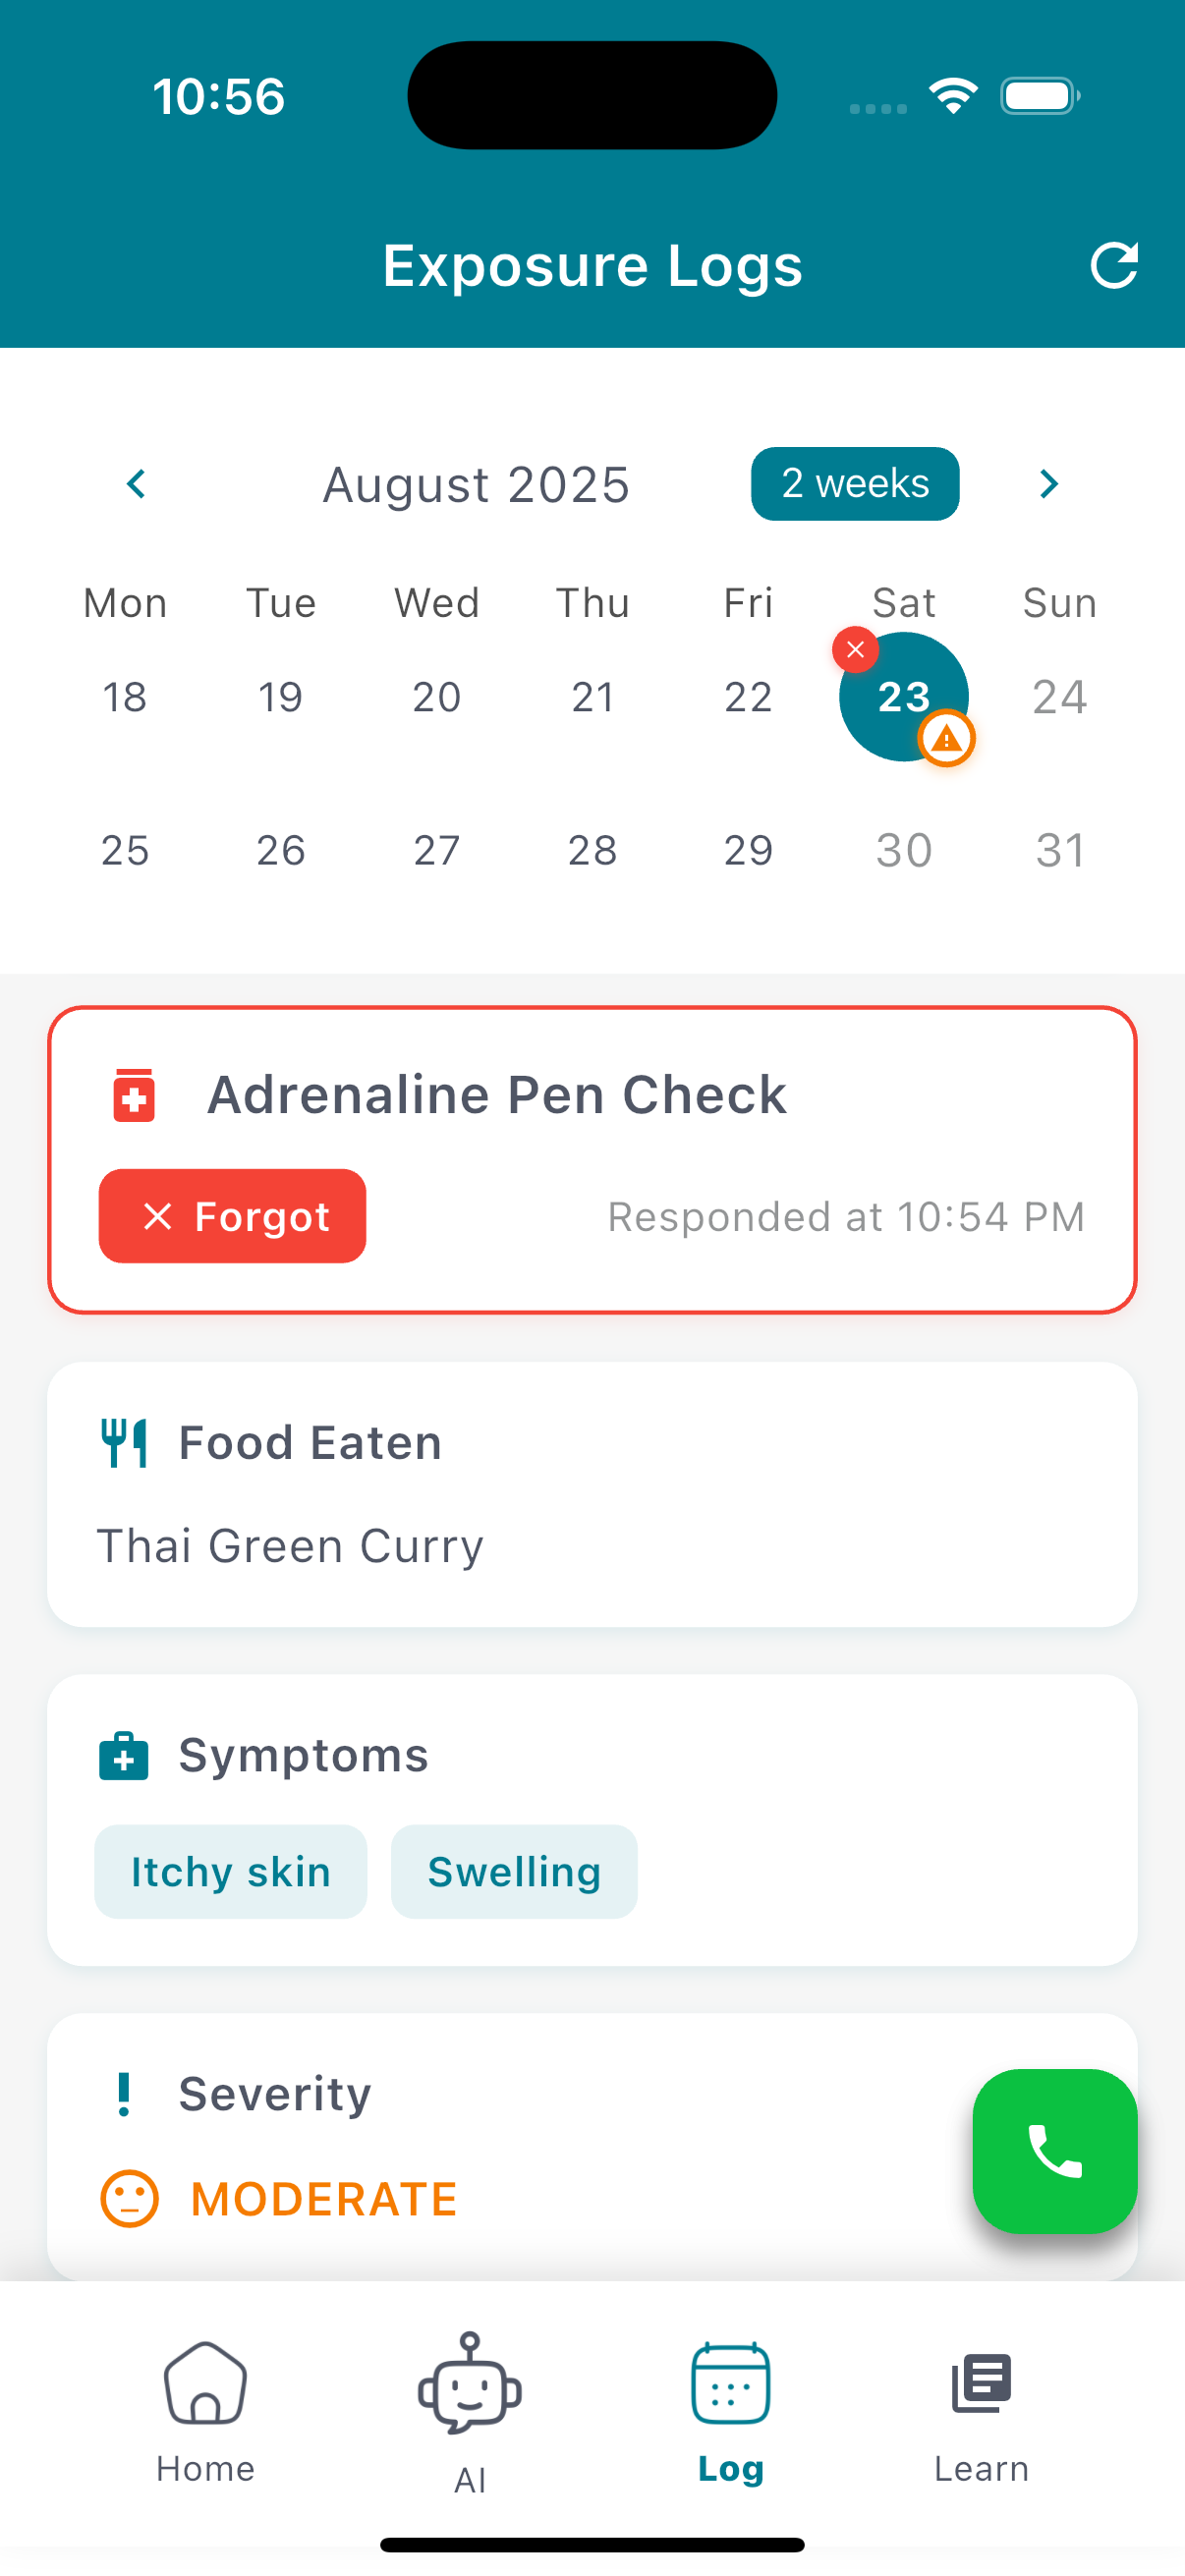 10:56
Exposure Logs
August 2025 2 weeks
Mon Tue Wed Thu Fri Sat Sun
18 19 20 21 22 23 24
25 26 27 28 29 30 31
Adrenaline Pen Check
Forgot Responded at 10:54 PM
Food Eaten
Thai Green Curry
Symptoms
Itchy skin Swelling
Severity
MODERATE
Home AI Log Learn